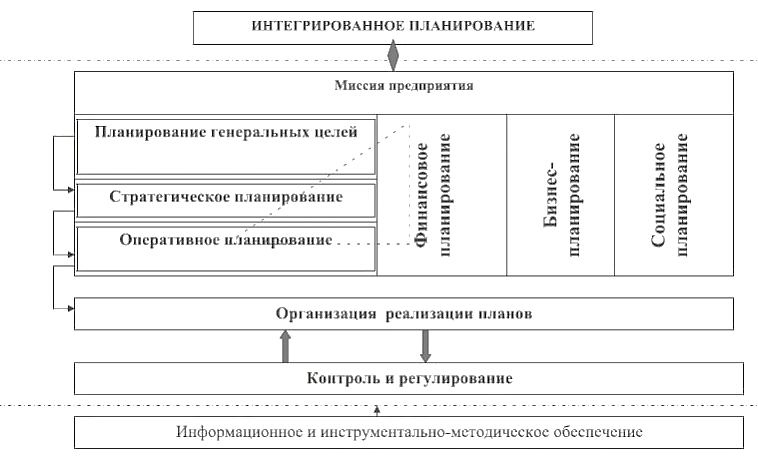 ИНТЕГРИРОВАННОЕ ПЛАНИРОВАНИЕ
Миссия предприятия
Планирование генеральных целей
Стратегическое планирование
Оперативное планирование
Финансовое
планирование
Бизнес-
планирование
Социальное
планирование
Организация реализации планов
Контроль и регулирование
Информационное и инструментально-методическое обеспечение